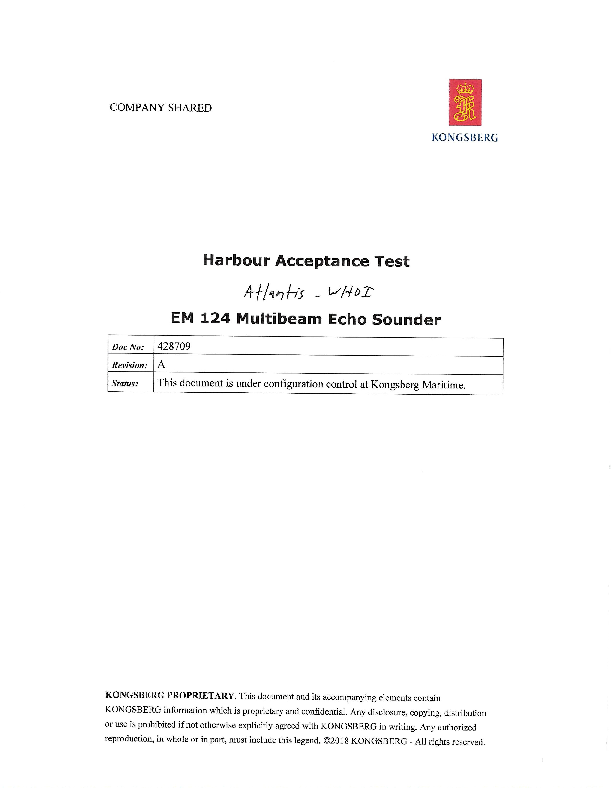 COMPANY SHARED
KONGSBERG
Harbour Acceptance Test
Atlantis - WHOI
EM 124 Multibeam Echo Sounder
Doc No: 428709
Revision: A
Status: This document is under configuration control at Kongsberg Maritime.
KONGSBERG PROPRIETARY. This document and its accompanying elements contain
KONGSBERG information which is proprietary and confidential. Any disclosure, copying, distribution
or use is prohibited if not otherwise explicitly agreed with KONGSBERG in writing. Any authorized
reproduction, in whole or in part, must include this legend. ©2018 KONGSBERG - All rights reserved.